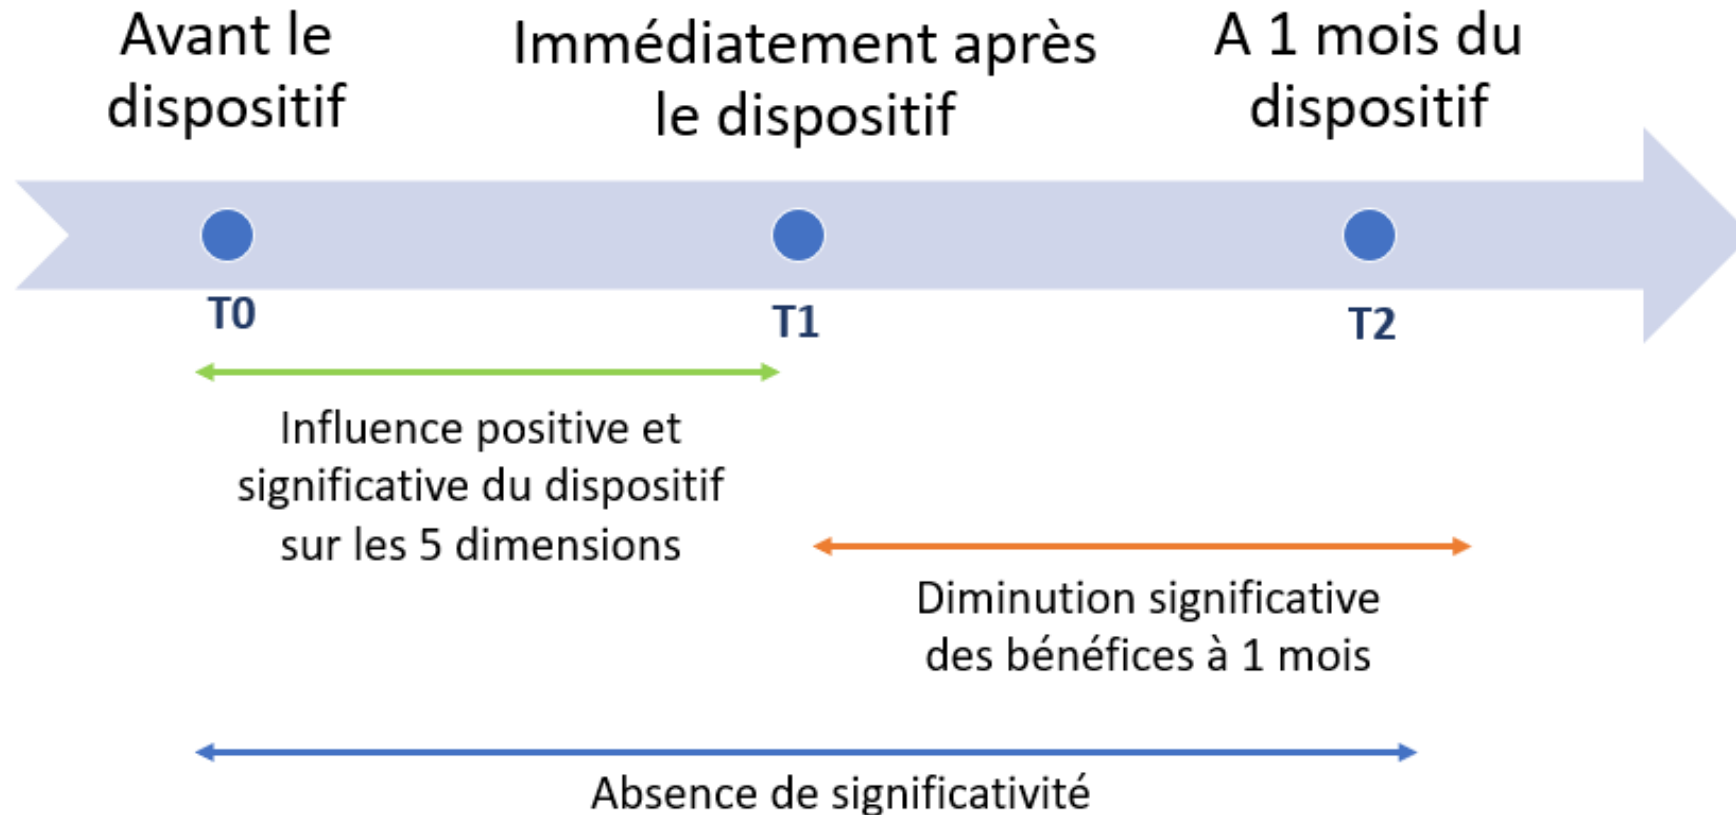 Avant le
dispositif
Immédiatement après
le dispositif
A 1 mois du
dispositif
T0
T1
T2
Influence positive et
significative du dispositif
sur les 5 dimensions
Diminution significative
des bénéfices à 1 mois
Absence de significativité